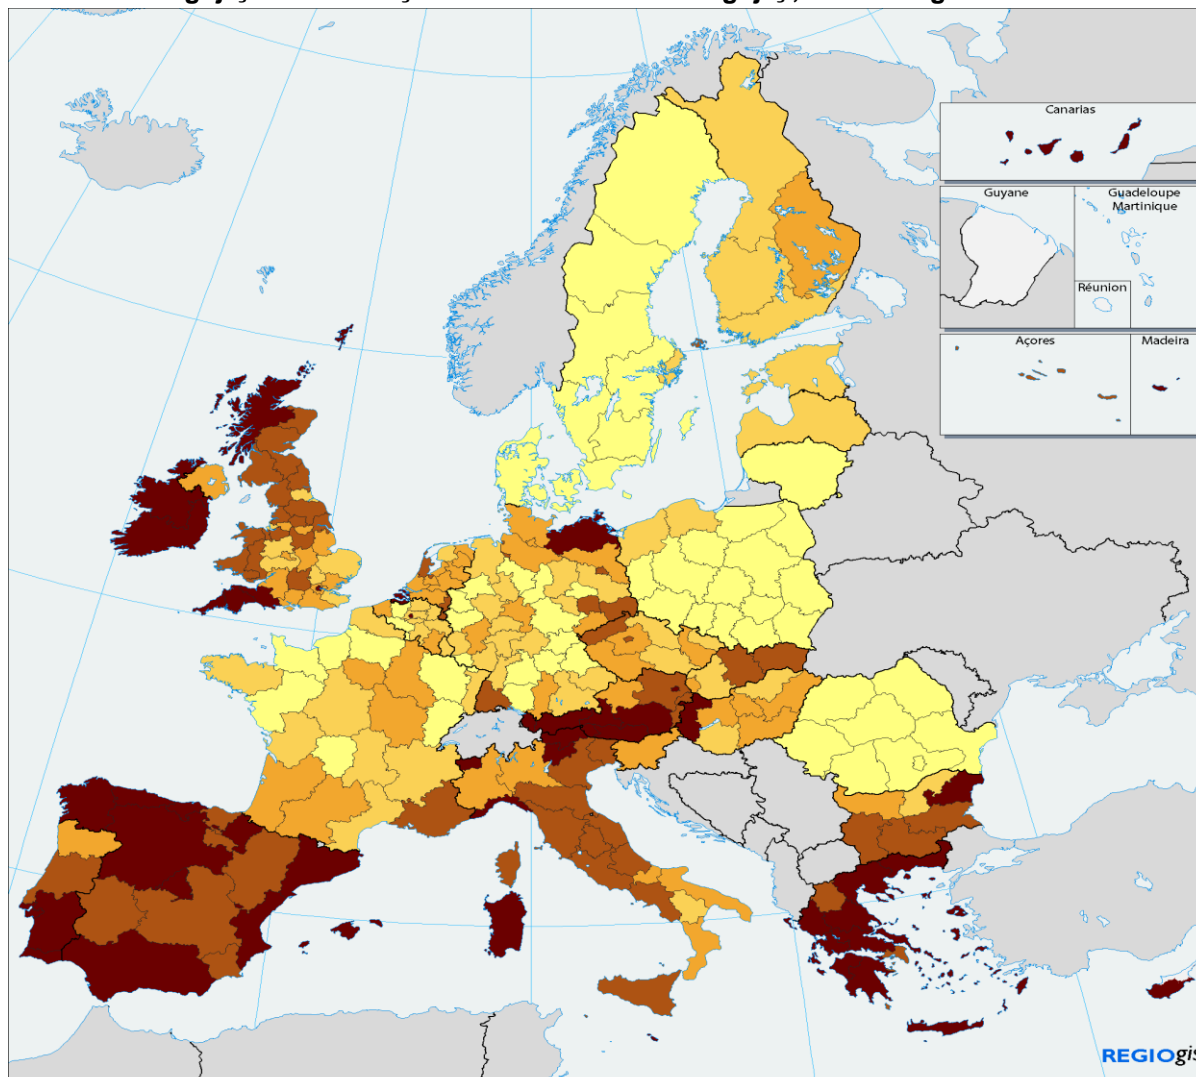 Canarias
Guyane
Guadeloupe
Martinique
Réunion
Açores
Madeira
REGIOgis